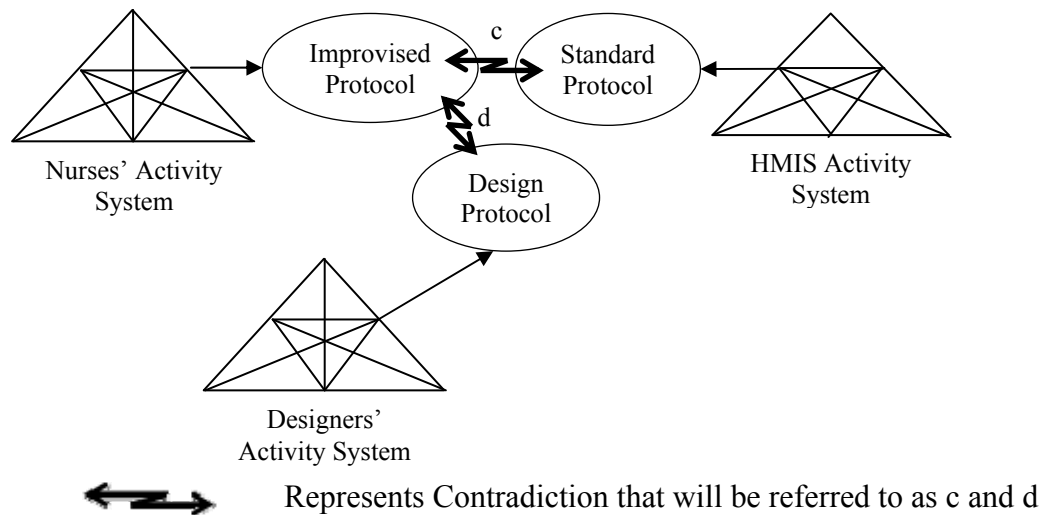 c
Improvised
Protocol
Standard
Protocol
d
Nurses’ Activity
System
HMIS Activity
System
Design
Protocol
Designers’
Activity System
Represents Contradiction that will be referred to as c and d